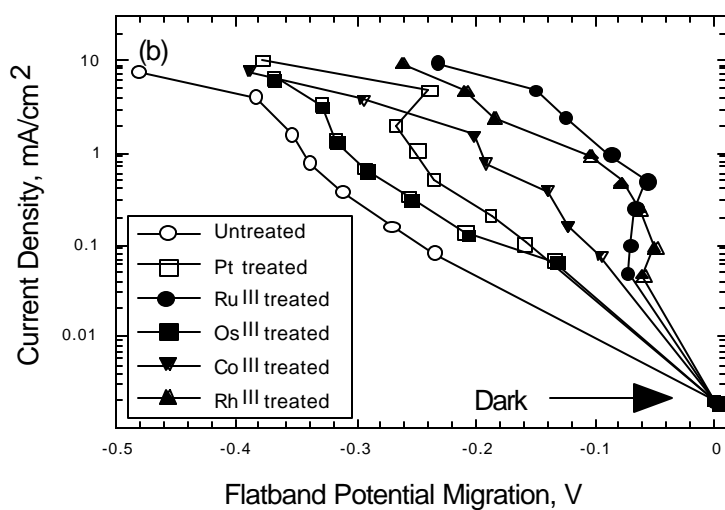 (b)
10
1
0.1
0.01
Current Density, mA/cm2
Untreated
Pt treated
Ru III treated
Os III treated
Co III treated
Rh III treated
Dark
-0.5 -0.4 -0.3 -0.2 -0.1 0
Flatband Potential Migration, V